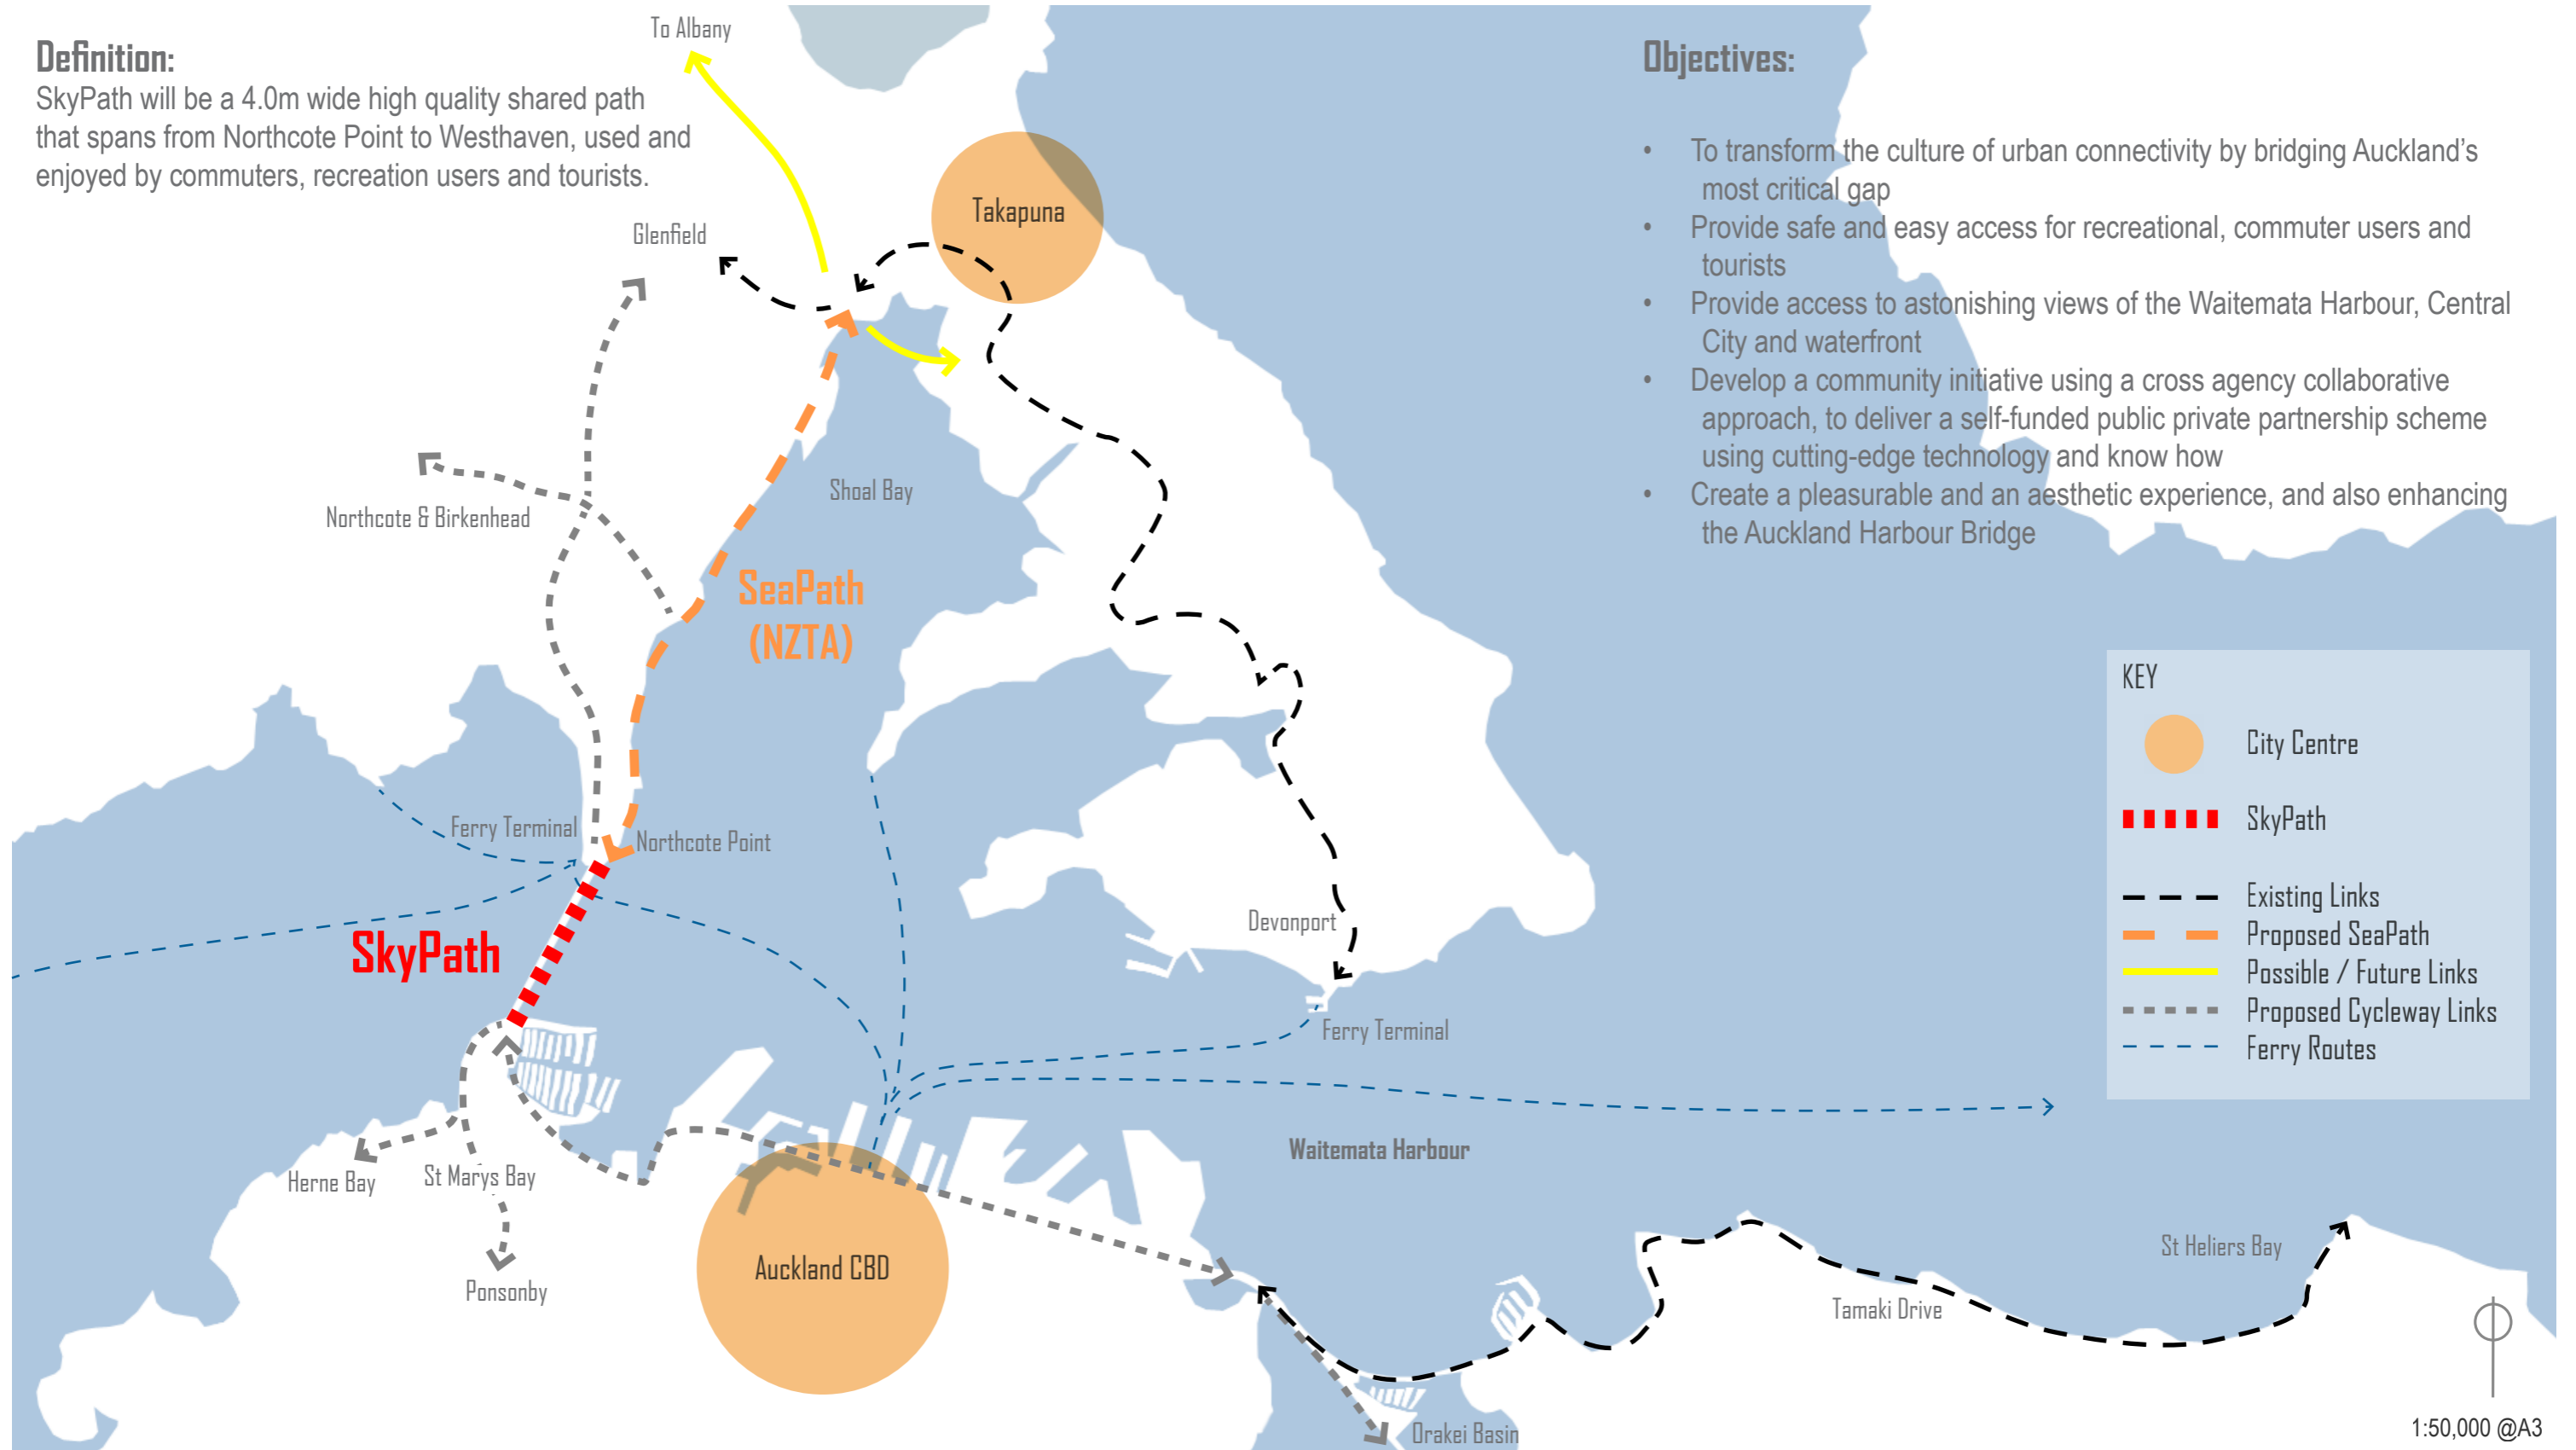 Definition:
SkyPath will be a 4.0m wide high quality shared path
that spans from Northcote Point to Westhaven, used and
enjoyed by commuters, recreation users and tourists.
To Albany
Objectives:
• To transform the culture of urban connectivity by bridging Auckland's
most critical gap
• Provide safe and easy access for recreational, commuter users and
tourists
• Provide access to astonishing views of the Waitemata Harbour, Central
City and waterfront
• Develop a community initiative using a cross agency collaborative
approach, to deliver a self-funded public private partnership scheme
using cutting-edge technology and know how
• Create a pleasurable and an aesthetic experience, and also enhancing
the Auckland Harbour Bridge
Takapuna
Glenfield
Shoal Bay
Northcote & Birkenhead
SeaPath
(NZTA)
Ferry Terminal
Northcote Point
SkyPath
Devonport
Ferry Terminal
KEY
City Centre
SkyPath
Existing Links
Proposed SeaPath
Possible / Future Links
Proposed Cycleway Links
Ferry Routes
Waitemata Harbour
Herne Bay
St Marys Bay
Ponsonby
Auckland CBD
St Heliers Bay
Tamaki Drive
Orakei Basin
1:50,000 @A3